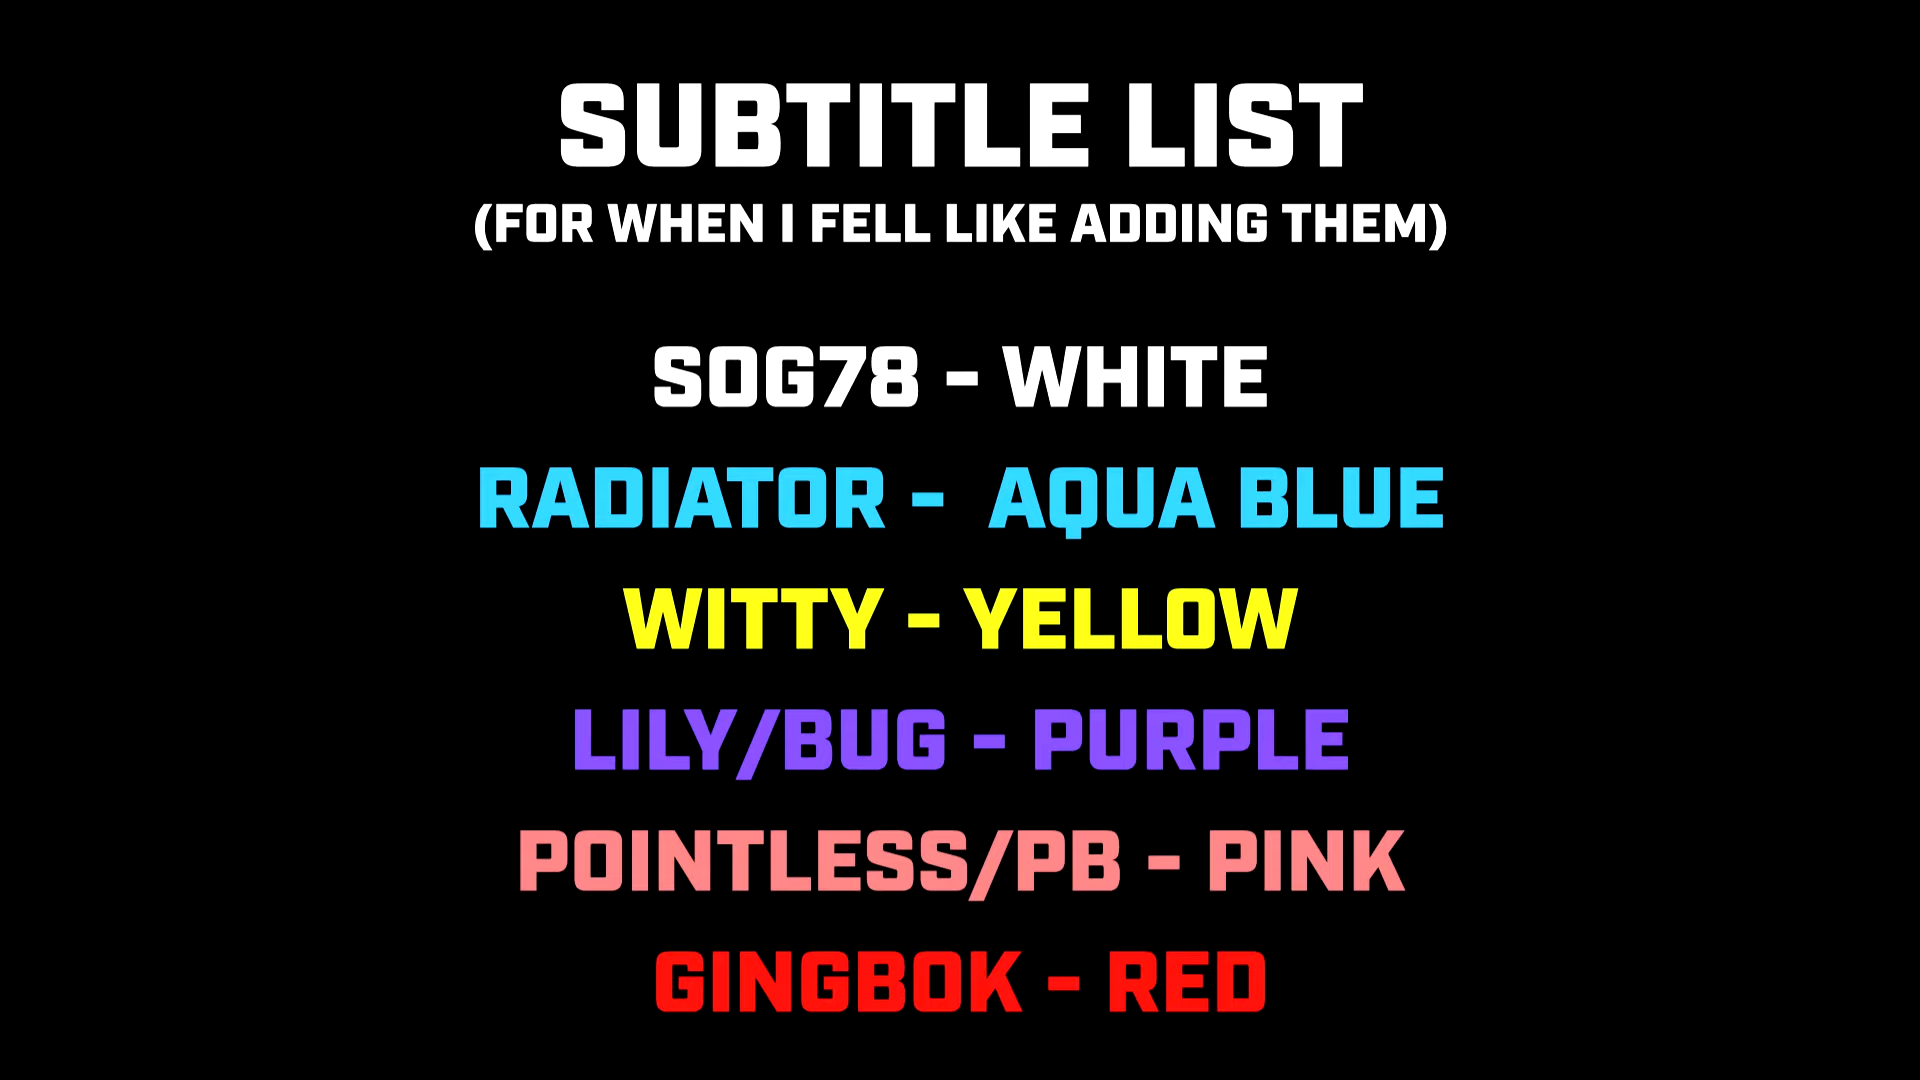 SUBTITLE LIST
(FOR WHEN I FELL LIKE ADDING THEM)
SOG78 - WHITE
RADIATOR -  AQUA BLUE
WITTY - YELLOW
LILY/BUG - PURPLE
POINTLESS/PB - PINK
GINGBOK - RED